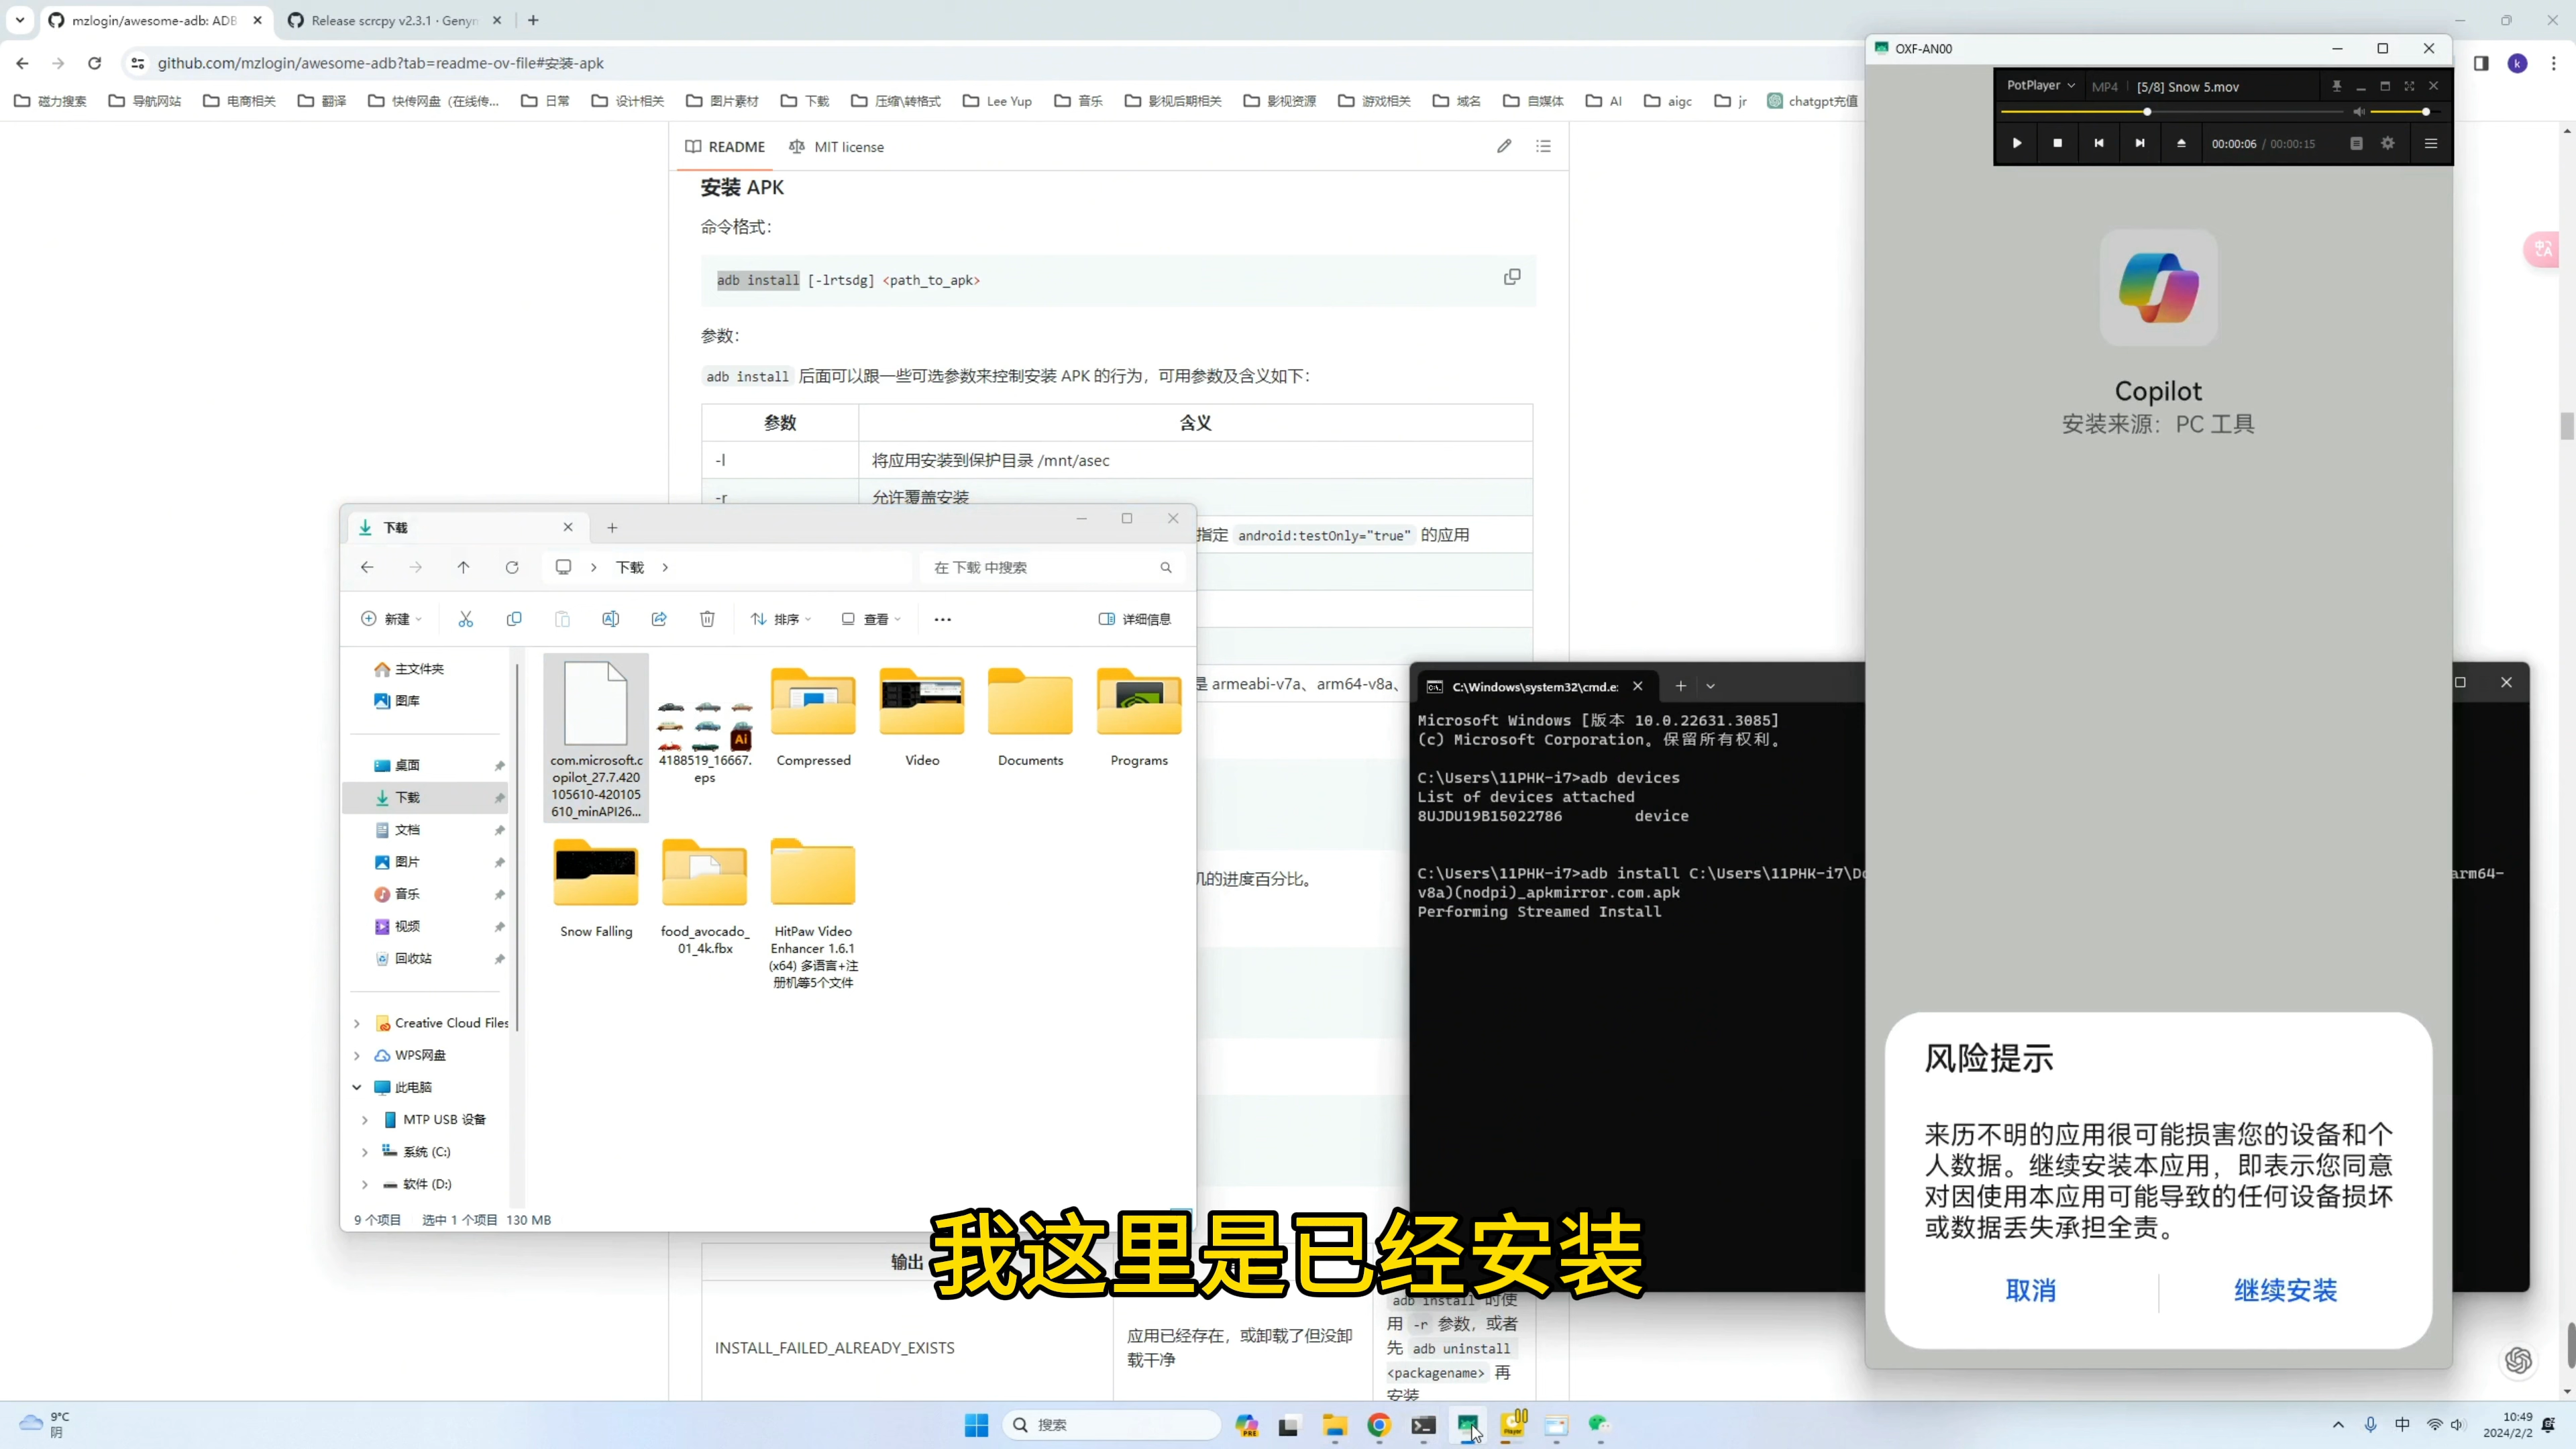 mzlogin/awesome-adb: ADB
Release scrcpy v2.3.1 · Genyn
github.com/mzlogin/awesome-adb?tab=readme-ov-file#安装-apk
磁力搜索
导航网站
电商相关
翻译
快传网盘（在线传...
日常
设计相关
图片素材
下载
压缩\转格式
Lee Yup
音乐
影视后期相关
影视资源
游戏相关
域名
自媒体
AI
aigc
jr
chatgpt充值
README
MIT license
安装 APK
命令格式：
adb install [-lrtsdg] <path_to_apk>
参数：
adb install 后面可以跟一些可选参数来控制安装 APK 的行为，可用参数及含义如下：
参数
含义
-l
将应用安装到保护目录 /mnt/asec
-r
允许覆盖安装
指定 android:testOnly="true" 的应用
是 armeabi-v7a、arm64-v8a、
机的进度百分比。
输出
INSTALL_FAILED_ALREADY_EXISTS
应用已经存在，或卸载了但没卸
载干净
adb install 时使
用 -r 参数，或者
先 adb uninstall
<packagename> 再
安装
下载
下载
在 下载 中搜索
新建
排序
查看
详细信息
主文件夹
图库
桌面
下载
文档
图片
音乐
视频
回收站
Creative Cloud Files
WPS网盘
此电脑
MTP USB 设备
系统 (C:)
软件 (D:)
com.microsoft.c
opilot_27.7.420
105610-420105
610_minAPI26...
4188519_16667.
eps
Compressed
Video
Documents
Programs
Snow Falling
food_avocado_
01_4k.fbx
HitPaw Video
Enhancer 1.6.1
(x64) 多语言+注
册机等5个文件
9 个项目
选中 1 个项目 130 MB
C:\Windows\system32\cmd.e:
Microsoft Windows [版本 10.0.22631.3085]
(c) Microsoft Corporation。保留所有权利。
C:\Users\11PHK-i7>adb devices
List of devices attached
8UJDU19B15022786 device
C:\Users\11PHK-i7>adb install C:\Users\11PHK-i7\Do
arm64-
v8a)(nodpi)_apkmirror.com.apk
Performing Streamed Install
OXF-AN00
PotPlayer
MP4
[5/8] Snow 5.mov
00:00:06 / 00:00:15
Copilot
安装来源：PC 工具
风险提示
来历不明的应用很可能损害您的设备和个
人数据。继续安装本应用，即表示您同意
对因使用本应用可能导致的任何设备损坏
或数据丢失承担全责。
取消
继续安装
我这里是已经安装
9°C
阴
搜索
PRE
Player
中
10:49
2024/2/2